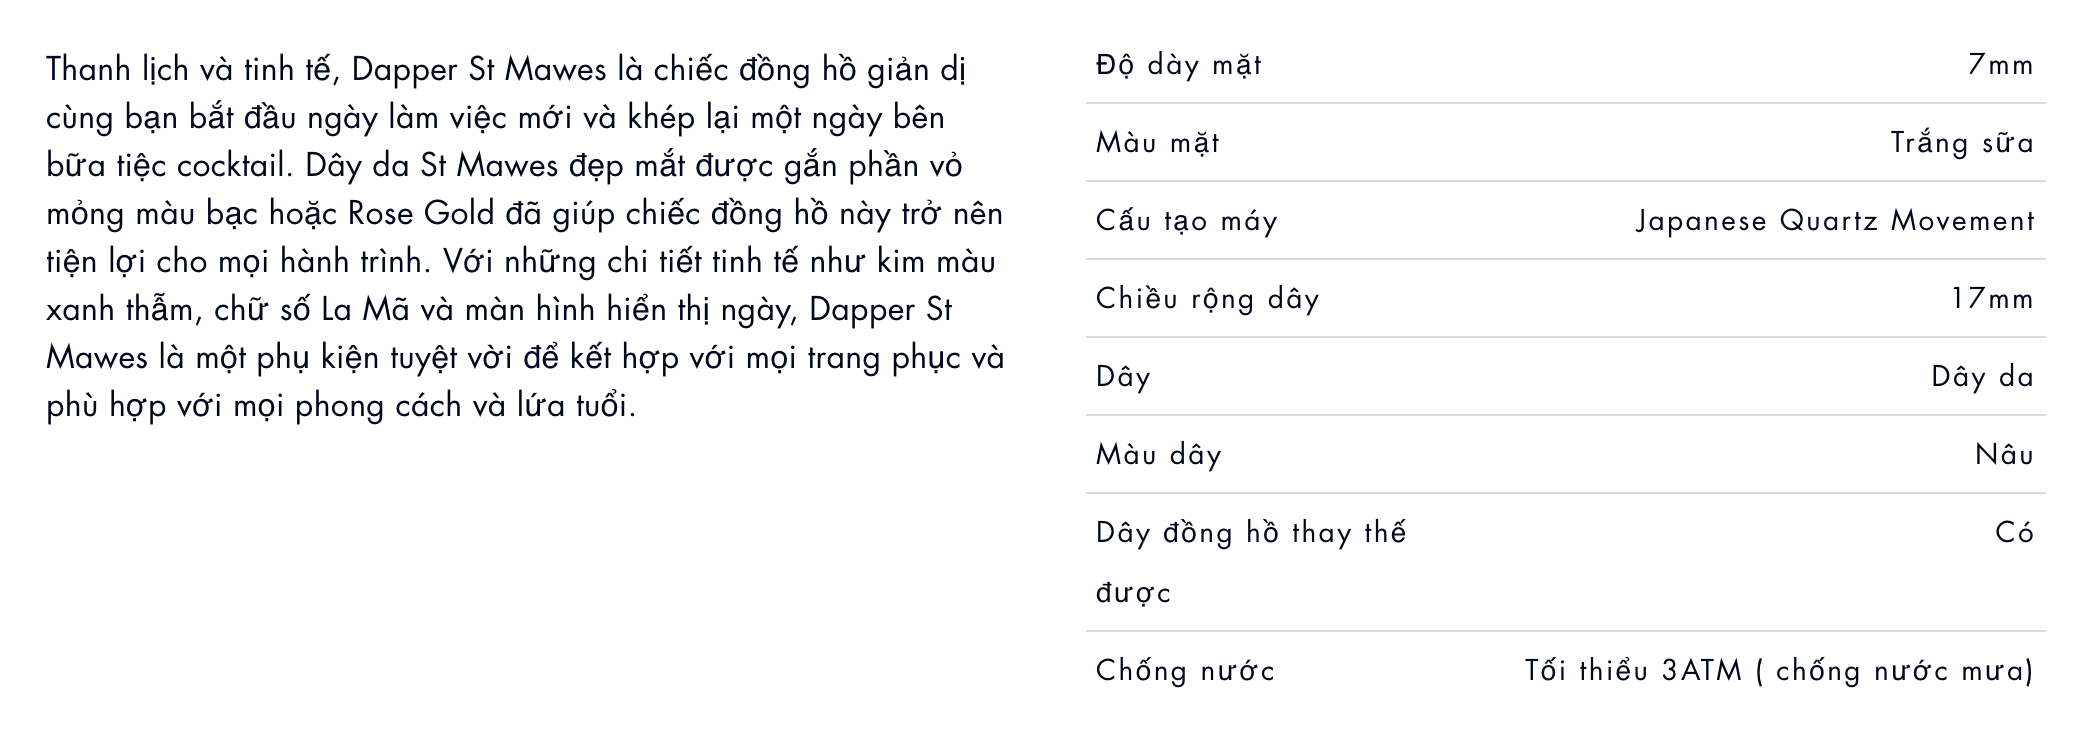 Thanh lịch và tinh tế, Dapper St Mawes là chiếc đồng hồ giản dị
cùng bạn bắt đầu ngày làm việc mới và khép lại một ngày bên
bữa tiệc cocktail. Dây da St Mawes đẹp mắt được gắn phần vỏ
mỏng màu bạc hoặc Rose Gold đã giúp chiếc đồng hồ này trở nên
tiện lợi cho mọi hành trình. Với những chi tiết tinh tế như kim màu
xanh thẫm, chữ số La Mã và màn hình hiển thị ngày, Dapper St
Mawes là một phụ kiện tuyệt vời để kết hợp với mọi trang phục và
phù hợp với mọi phong cách và lứa tuổi.
Độ dày mặt 7mm
Màu mặt Trắng sữa
Cấu tạo máy Japanese Quartz Movement
Chiều rộng dây 17mm
Dây Dây da
Màu dây Nâu
Dây đồng hồ thay thế Có
được
Chống nước Tối thiểu 3ATM ( chống nước mưa)